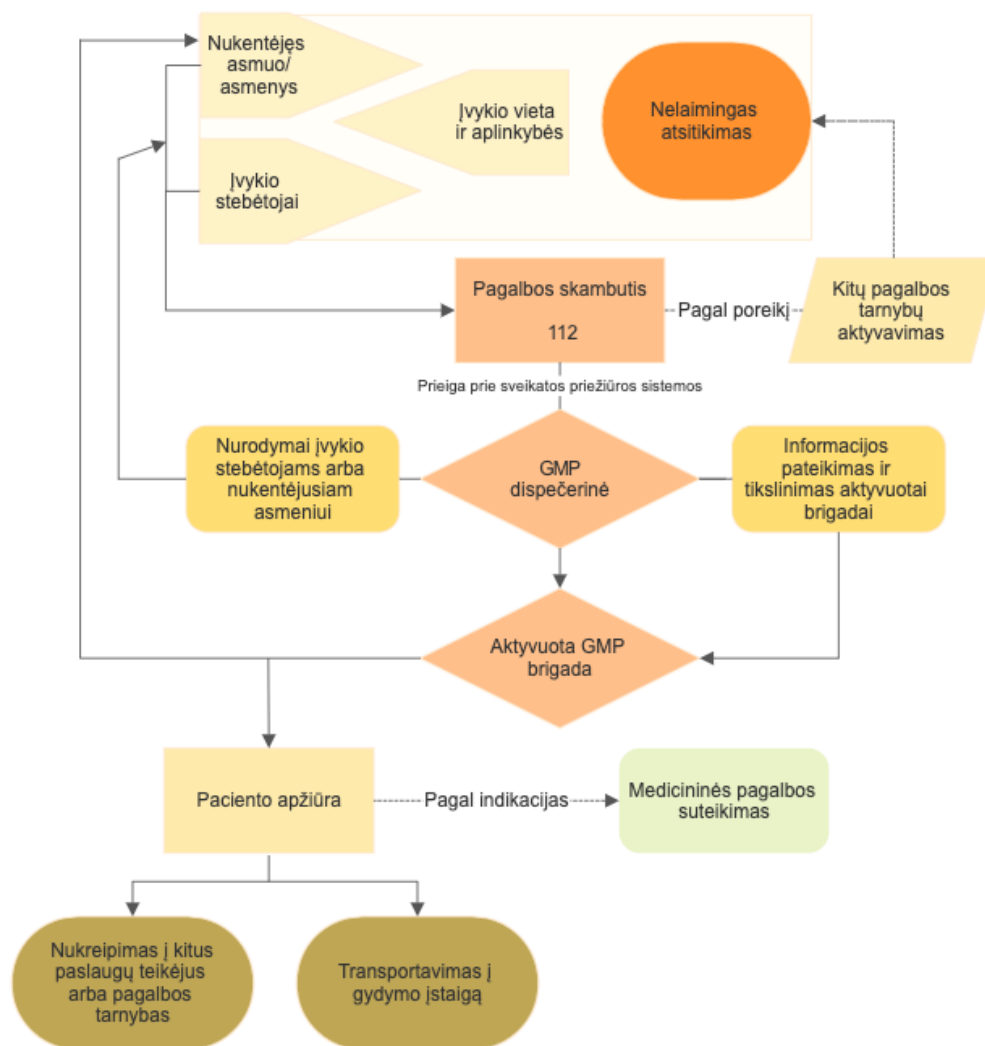 Nukentėjęs
asmuo/
asmenys
Įvykio vieta
ir aplinkybės
Nelaimingas
atsitikimas
Įvykio
stebėtojai
Pagalbos skambutis
112
Pagal poreikį
Kitų pagalbos
tarnybų
aktyvavimas
Prieiga prie sveikatos priežiūros sistemos
Nurodymai įvykio
stebėtojams arba
nukentėjusiam
asmeniui
GMP
dispečerinė
Informacijos
pateikimas ir
tikslinimas aktyvuotai
brigadai
Aktyvuota GMP
brigada
Paciento apžiūra
Pagal indikacijas
Medicininės pagalbos
suteikimas
Nukreipimas į kitus
paslaugų teikėjus
arba pagalbos
tarnybas
Transportavimas į
gydymo įstaigą